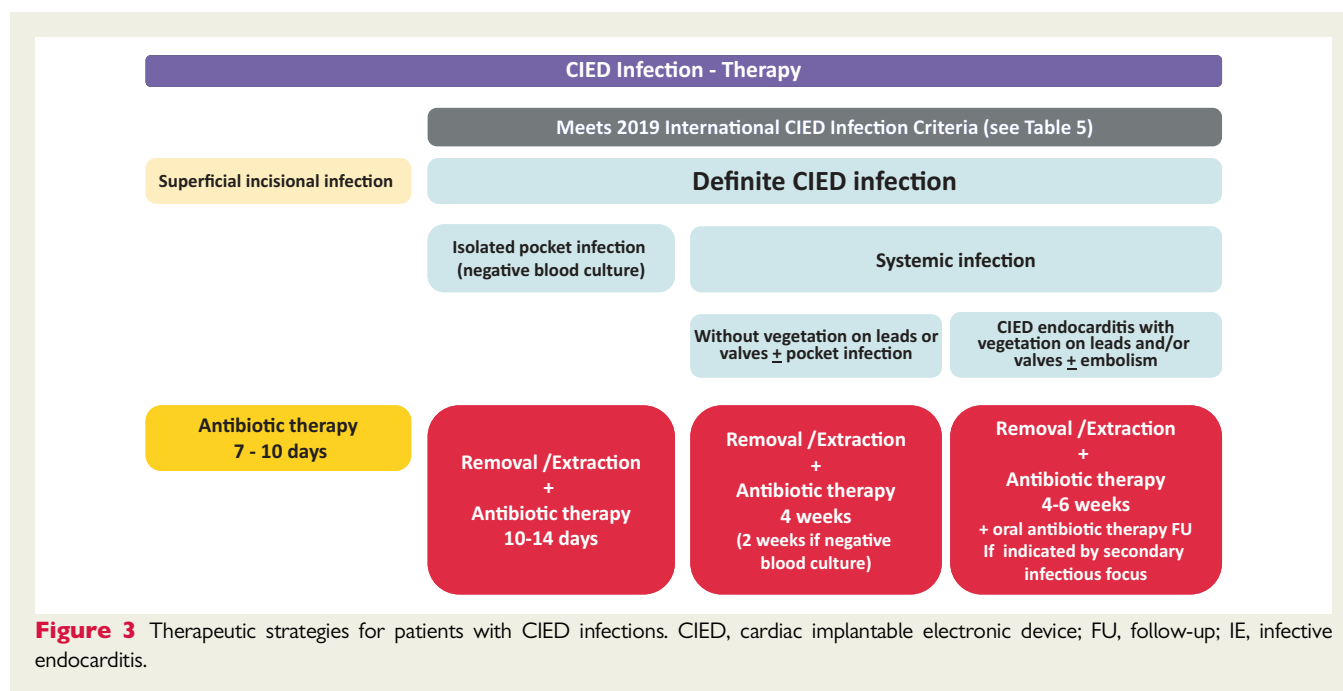 CIED Infection - Therapy
Meets 2019 International CIED Infection Criteria (see Table 5)
Superficial incisional infection
Definite CIED infection
Isolated pocket infection
(negative blood culture)
Systemic infection
Without vegetation on leads or
valves ± pocket infection
CIED endocarditis with
vegetation on leads and/or
valves ± embolism
Antibiotic therapy
7 - 10 days
Removal /Extraction
+
Antibiotic therapy
10-14 days
Removal /Extraction
+
Antibiotic therapy
4 weeks
(2 weeks if negative
blood culture)
Removal /Extraction
+
Antibiotic therapy
4-6 weeks
+ oral antibiotic therapy FU
If indicated by secondary
infectious focus
Figure 3 Therapeutic strategies for patients with CIED infections. CIED, cardiac implantable electronic device; FU, follow-up; IE, infective
endocarditis.